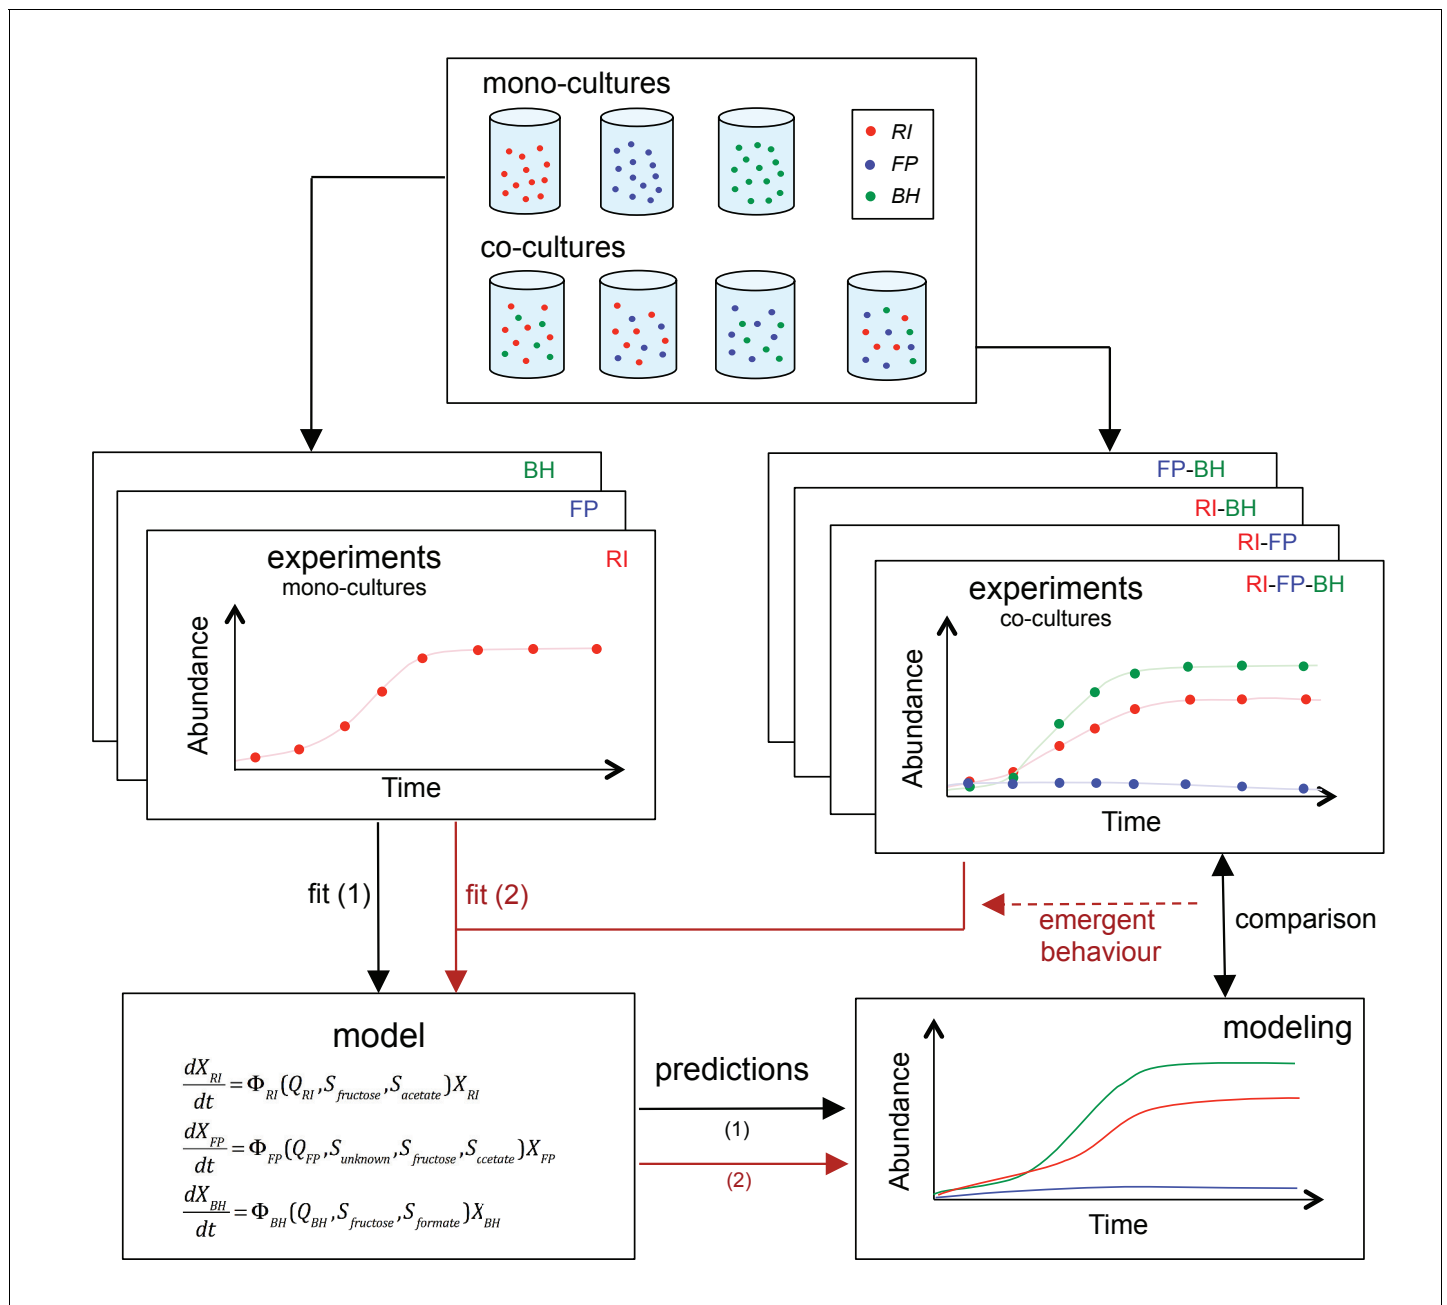 mono-cultures
RI
FP
BH
co-cultures
BH
FP
RI
experiments
mono-cultures
Abundance
Time
FP-BH
RI-BH
RI-FP
RI-FP-BH
experiments
co-cultures
Abundance
Time
fit (1)
fit (2)
emergent
behaviour
comparison
model
dX_RI/dt = Φ_RI(Q_RI,S_fructose,S_acetate)X_RI
dX_FP/dt = Φ_FP(Q_FP,S_unknown,S_fructose,S_ccetate)X_FP
dX_BH/dt = Φ_BH(Q_BH,S_fructose,S_formate)X_BH
predictions
(1)
(2)
modeling
Abundance
Time